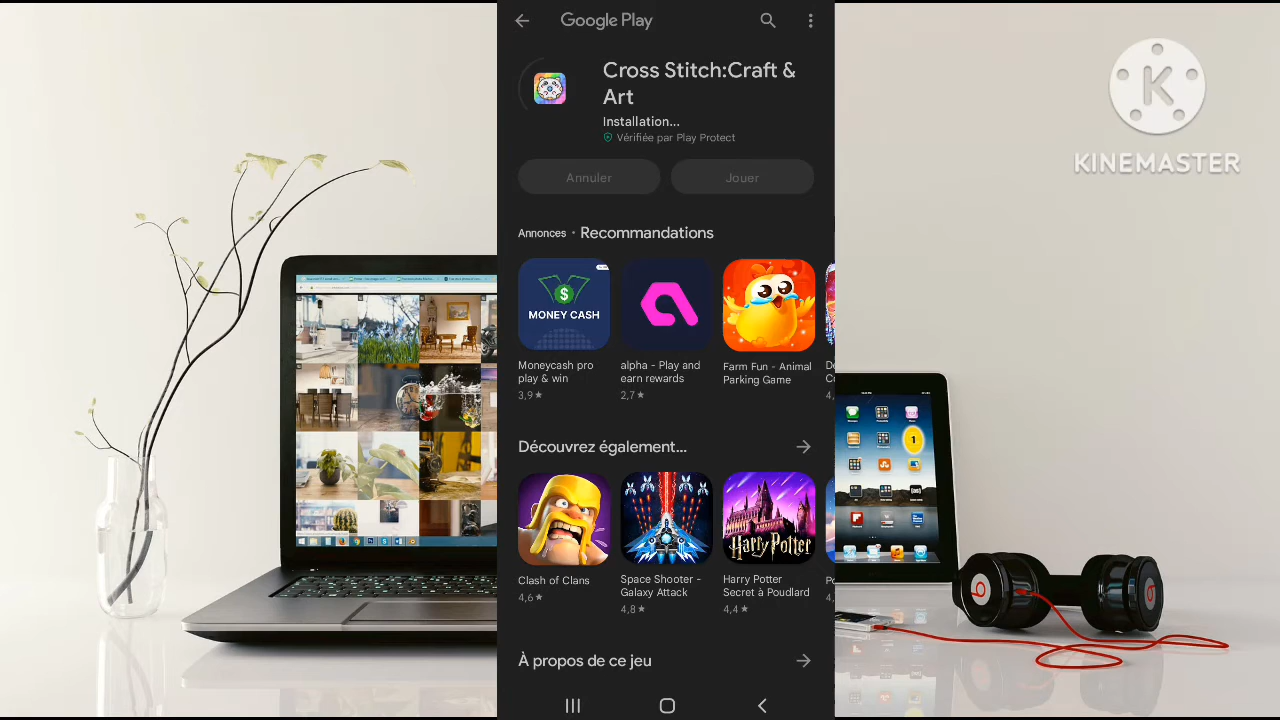 Google Play
Cross Stitch:Craft &
Art
Installation...
Vérifiée par Play Protect
Annuler
Jouer
Annonces • Recommandations
MONEY CASH
Moneycash pro
play & win
3,9 ★
alpha - Play and
earn rewards
2,7 ★
Farm Fun - Animal
Parking Game
4,
Découvrez également...
Harry Potter
Clash of Clans
4,6 ★
Space Shooter -
Galaxy Attack
4,8 ★
Harry Potter
Secret à Poudlard
4,4 ★
4,
À propos de ce jeu
K
KINEMASTER
1